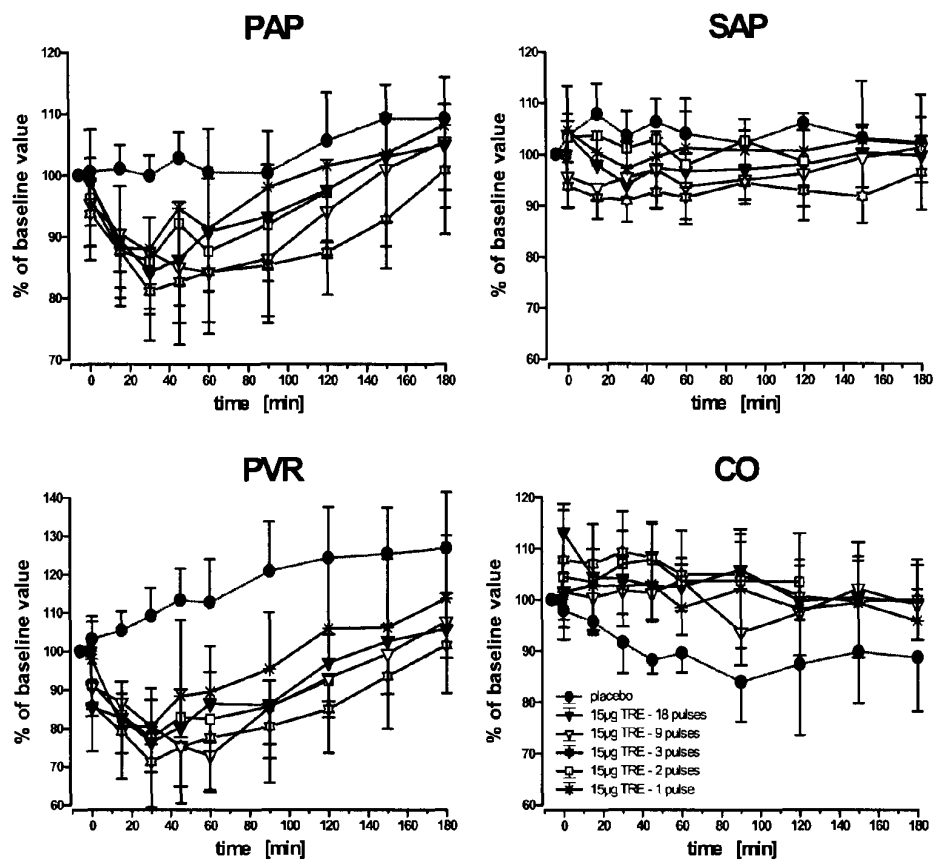 PAP
% of baseline value
120
110
100
90
80
70
0 20 40 60 80 100 120 140 160 180
time [min]
SAP
% of baseline value
120
110
100
90
80
70
60
0 20 40 60 80 100 120 140 160 180
time [min]
PVR
% of baseline value
140
130
120
110
100
90
80
70
60
0 20 40 60 80 100 120 140 160 180
time [min]
CO
% of baseline value
120
110
100
90
80
70
60
placebo
15µg TRE - 18 pulses
15µg TRE - 9 pulses
15µg TRE - 3 pulses
15µg TRE - 2 pulses
15µg TRE - 1 pulse
0 20 40 60 80 100 120 140 160 180
time [min]